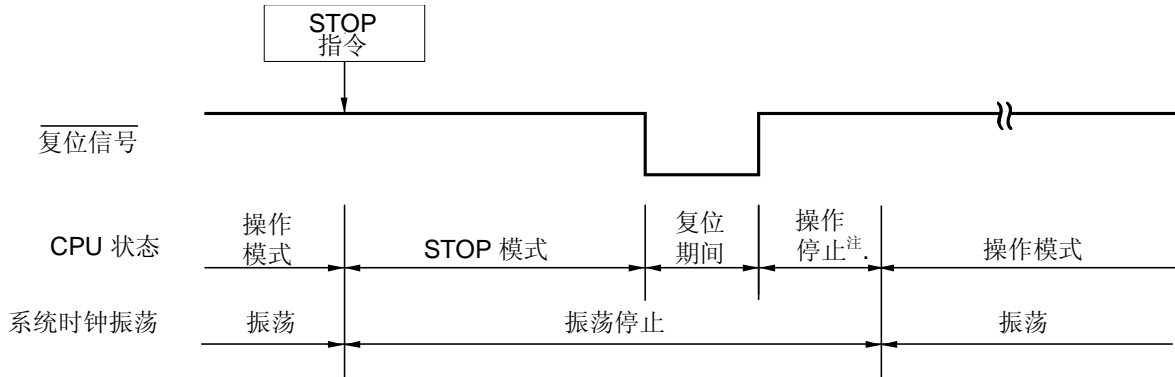 STOP
指令
复位信号
CPU 状态
操作
模式
STOP 模式
复位
期间
操作
停止注.
操作模式
系统时钟振荡
振荡
振荡停止
振荡